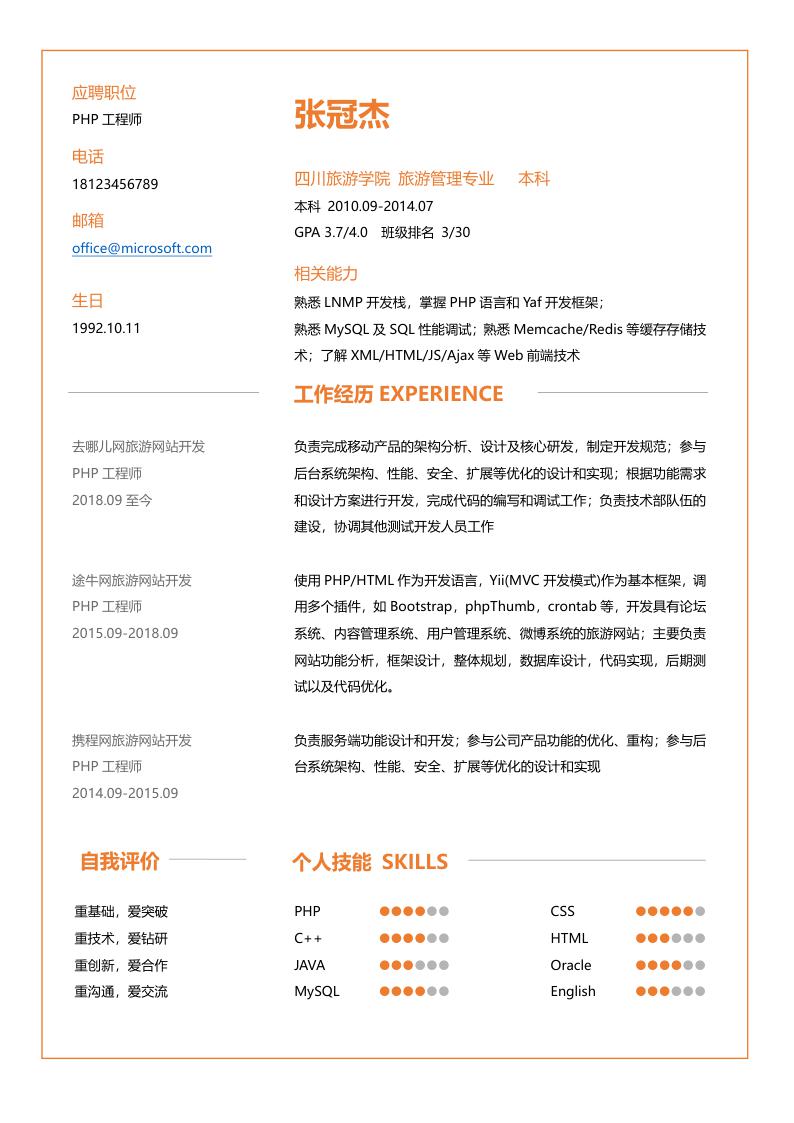 应聘职位
PHP 工程师
电话
18123456789
邮箱
office@microsoft.com
生日
1992.10.11
张冠杰
四川旅游学院 旅游管理专业 本科
本科 2010.09-2014.07
GPA 3.7/4.0 班级排名 3/30
相关能力
熟悉 LNMP 开发栈，掌握 PHP 语言和 Yaf 开发框架；
熟悉 MySQL 及 SQL 性能调试；熟悉 Memcache/Redis 等缓存存储技
术；了解 XML/HTML/JS/Ajax 等 Web 前端技术
工作经历 EXPERIENCE
去哪儿网旅游网站开发
PHP 工程师
2018.09 至今
负责完成移动产品的架构分析、设计及核心研发，制定开发规范；参与
后台系统架构、性能、安全、扩展等优化的设计和实现；根据功能需求
和设计方案进行开发，完成代码的编写和调试工作；负责技术部队伍的
建设，协调其他测试开发人员工作
途牛网旅游网站开发
PHP 工程师
2015.09-2018.09
使用 PHP/HTML 作为开发语言，Yii(MVC 开发模式)作为基本框架，调
用多个插件，如 Bootstrap，phpThumb，crontab 等，开发具有论坛
系统、内容管理系统、用户管理系统、微博系统的旅游网站；主要负责
网站功能分析，框架设计，整体规划，数据库设计，代码实现，后期测
试以及代码优化。
携程网旅游网站开发
PHP 工程师
2014.09-2015.09
负责服务端功能设计和开发；参与公司产品功能的优化、重构；参与后
台系统架构、性能、安全、扩展等优化的设计和实现
自我评价
重基础，爱突破
重技术，爱钻研
重创新，爱合作
重沟通，爱交流
个人技能 SKILLS
PHP
C++
JAVA
MySQL
CSS
HTML
Oracle
English